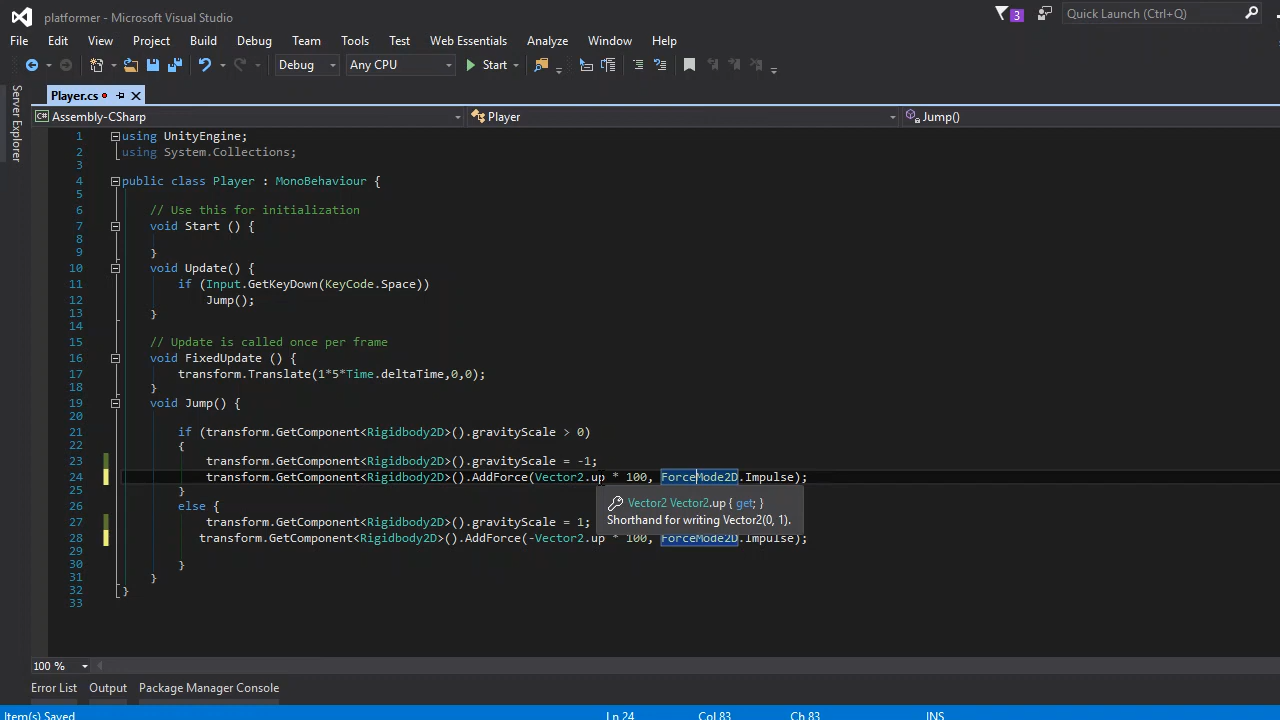 platformer - Microsoft Visual Studio
3
Quick Launch (Ctrl+Q)
File Edit View Project Build Debug Team Tools Test Web Essentials Analyze Window Help
Debug Any CPU Start
Server Explorer
Player.cs
Assembly-CSharp Player Jump()
1 using UnityEngine;
2 using System.Collections;
3
4 public class Player : MonoBehaviour {
5
6 // Use this for initialization
7 void Start () {
8
9 }
10 void Update() {
11 if (Input.GetKeyDown(KeyCode.Space))
12 Jump();
13 }
14
15 // Update is called once per frame
16 void FixedUpdate () {
17 transform.Translate(1*5*Time.deltaTime,0,0);
18 }
19 void Jump() {
20
21 if (transform.GetComponent<Rigidbody2D>().gravityScale > 0)
22 {
23 transform.GetComponent<Rigidbody2D>().gravityScale = -1;
24 transform.GetComponent<Rigidbody2D>().AddForce(Vector2.up * 100, ForceMode2D.Impulse);
25 }
Vector2 Vector2.up { get; }
26 else {
Shorthand for writing Vector2(0, 1).
27 transform.GetComponent<Rigidbody2D>().gravityScale = 1;
28 transform.GetComponent<Rigidbody2D>().AddForce(-Vector2.up * 100, ForceMode2D.Impulse);
29
30 }
31 }
32 }
33
100 %
Error List Output Package Manager Console
Item(s) Saved Ln 24 Col 83 Ch 83 INS